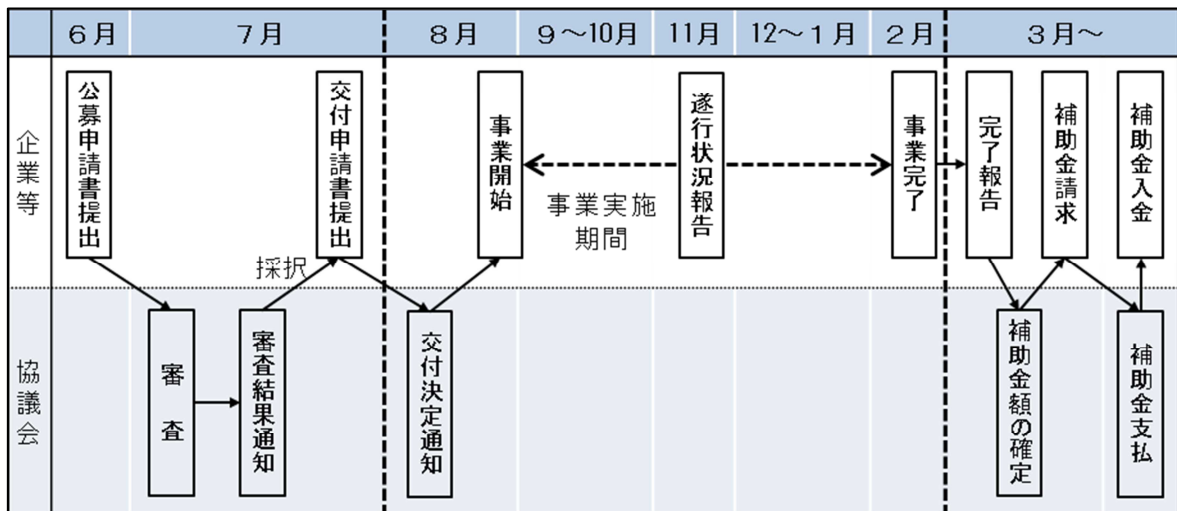 6月
7月
8月
9～10月
11月
12～1月
2月
3月～
企業等
公募申請書提出
交付申請書提出
事業開始
遂行状況報告
事業完了
完了報告
補助金請求
補助金入金
事業実施
期間
採択
協議会
審査
審査結果通知
交付決定通知
補助金額の確定
補助金支払